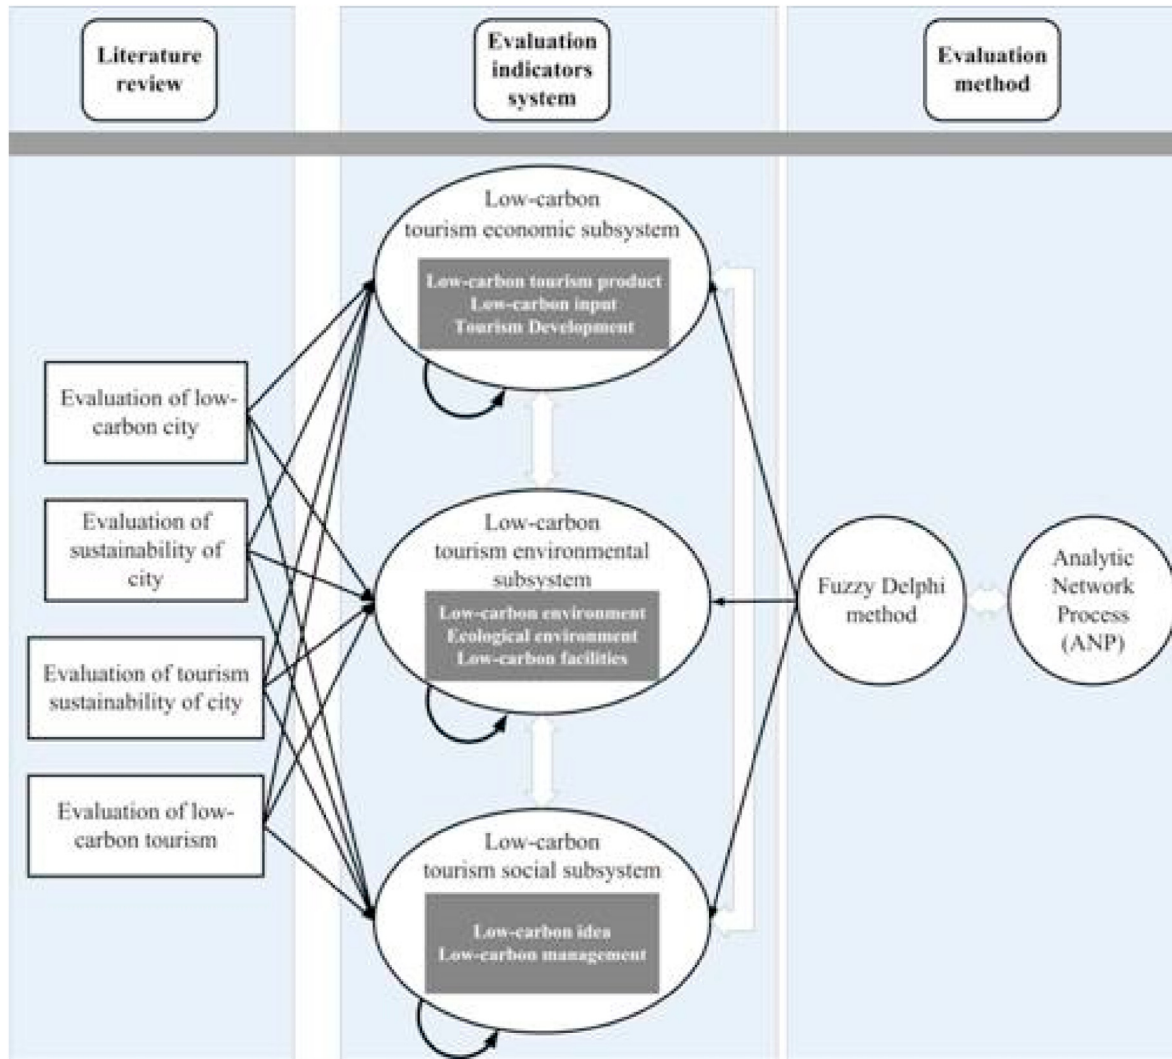 Literature
review
Evaluation
indicators
system
Evaluation
method
Evaluation of low-
carbon city
Evaluation of
sustainability of
city
Evaluation of tourism
sustainability of city
Evaluation of low-
carbon tourism
Low-carbon
tourism economic subsystem
Low-carbon tourism product
Low-carbon input
Tourism Development
Low-carbon
tourism environmental
subsystem
Low-carbon environment
Ecological environment
Low-carbon facilities
Low-carbon
tourism social subsystem
Low-carbon idea
Low-carbon management
Fuzzy Delphi
method
Analytic
Network
Process
(ANP)